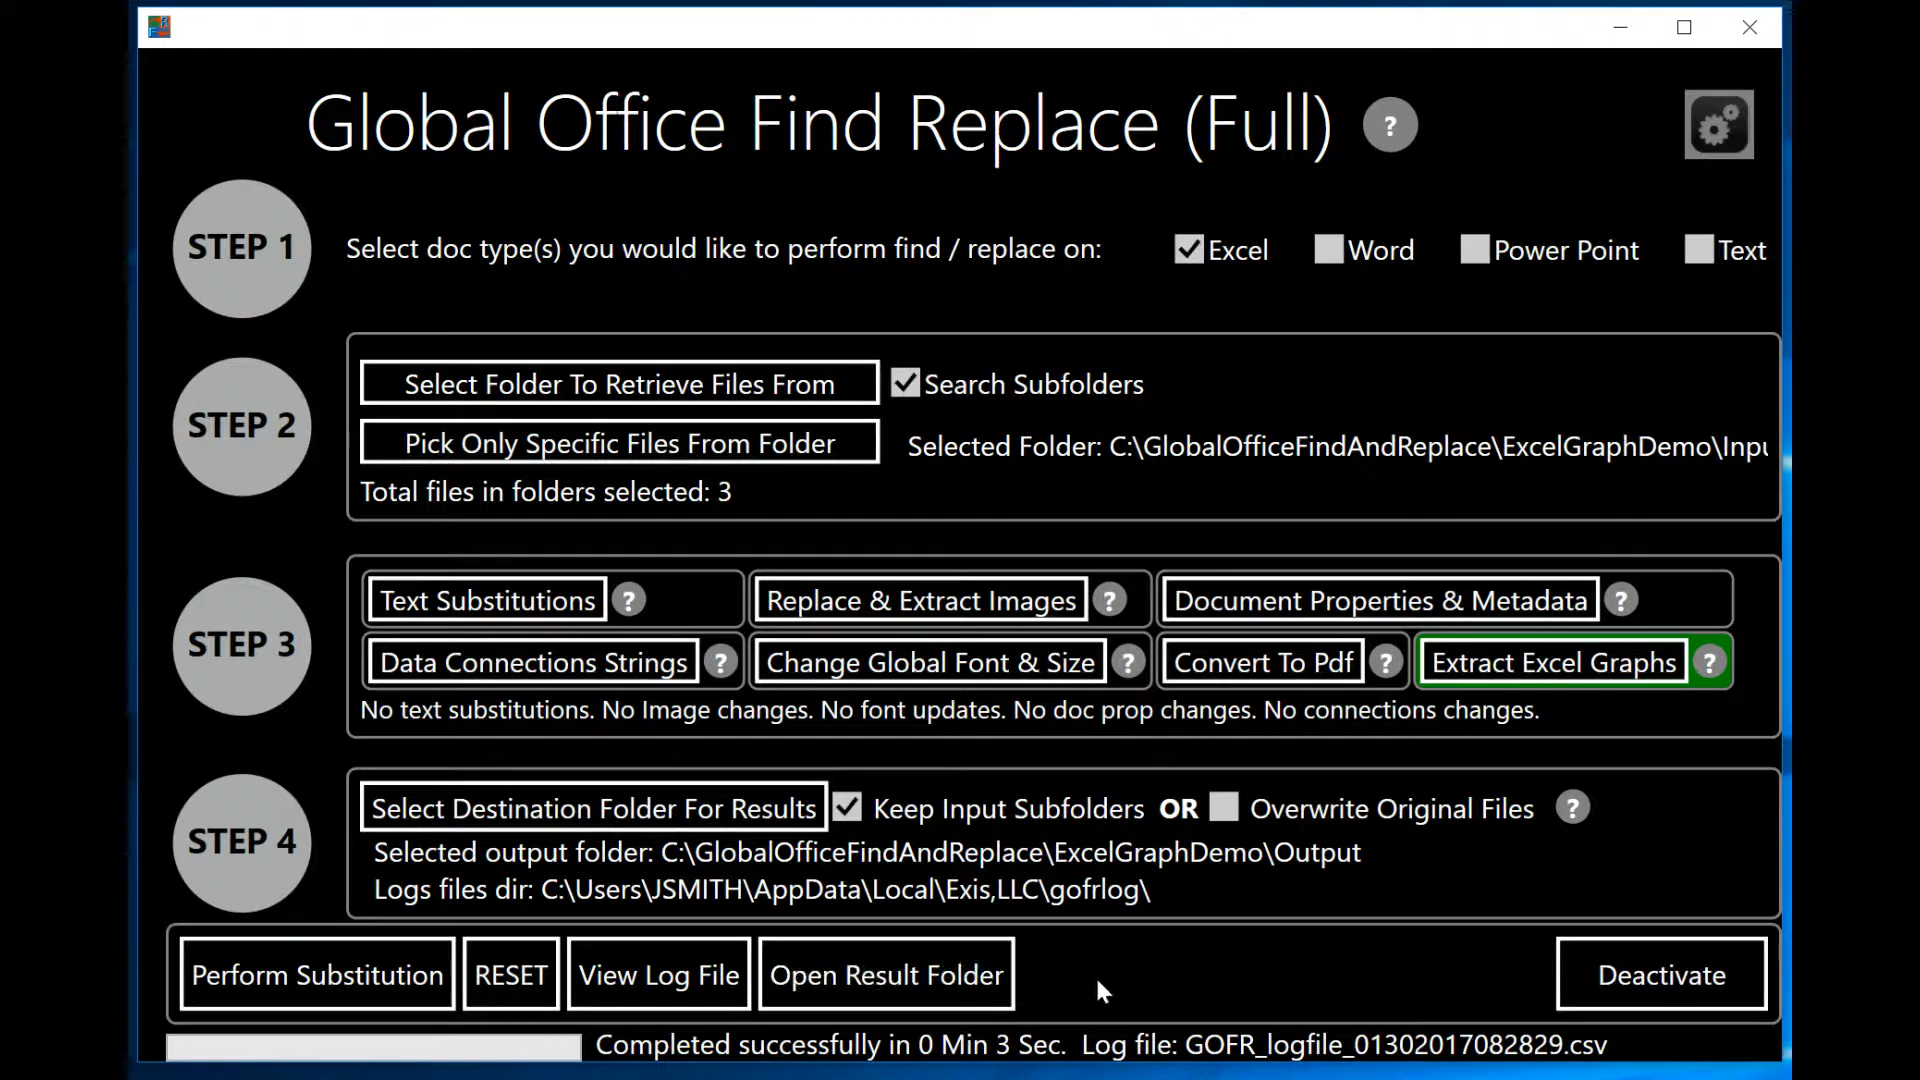 Global Office Find Replace (Full) ?
STEP 1
Select doc type(s) you would like to perform find / replace on:
Excel
Word
Power Point
Text
STEP 2
Select Folder To Retrieve Files From
Search Subfolders
Pick Only Specific Files From Folder
Selected Folder: C:\GlobalOfficeFindAndReplace\ExcelGraphDemo\Inpu
Total files in folders selected: 3
STEP 3
Text Substitutions ?
Replace & Extract Images ?
Document Properties & Metadata ?
Data Connections Strings ?
Change Global Font & Size ?
Convert To Pdf ?
Extract Excel Graphs ?
No text substitutions. No Image changes. No font updates. No doc prop changes. No connections changes.
STEP 4
Select Destination Folder For Results
Keep Input Subfolders OR Overwrite Original Files ?
Selected output folder: C:\GlobalOfficeFindAndReplace\ExcelGraphDemo\Output
Logs files dir: C:\Users\JSMITH\AppData\Local\Exis,LLC\gofrlog\
Perform Substitution
RESET
View Log File
Open Result Folder
Deactivate
Completed successfully in 0 Min 3 Sec. Log file: GOFR_logfile_01302017082829.csv